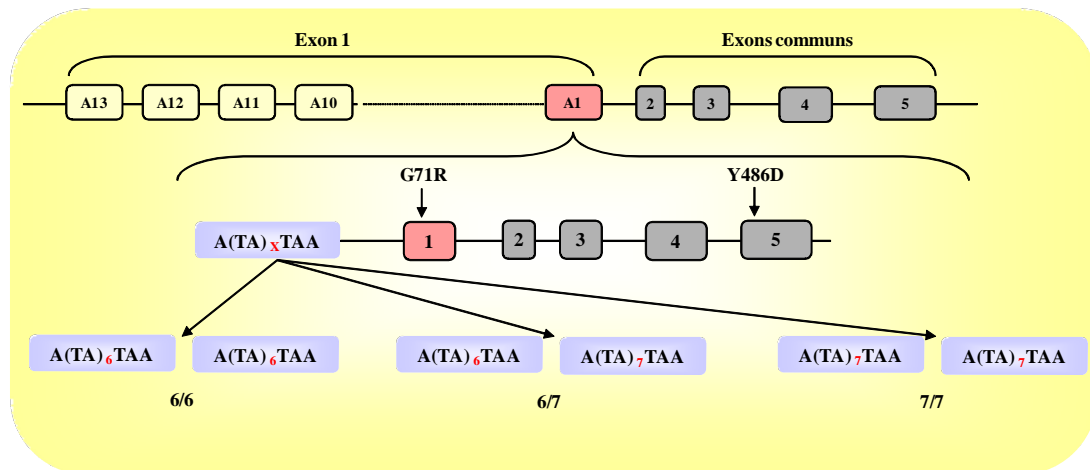 Exon 1
Exons communs
A13 A12 A11 A10 A1 2 3 4 5
G71R
Y486D
A(TA)XTAA 1 2 3 4 5
A(TA)6TAA A(TA)6TAA A(TA)6TAA A(TA)7TAA A(TA)7TAA A(TA)7TAA
6/6 6/7 7/7